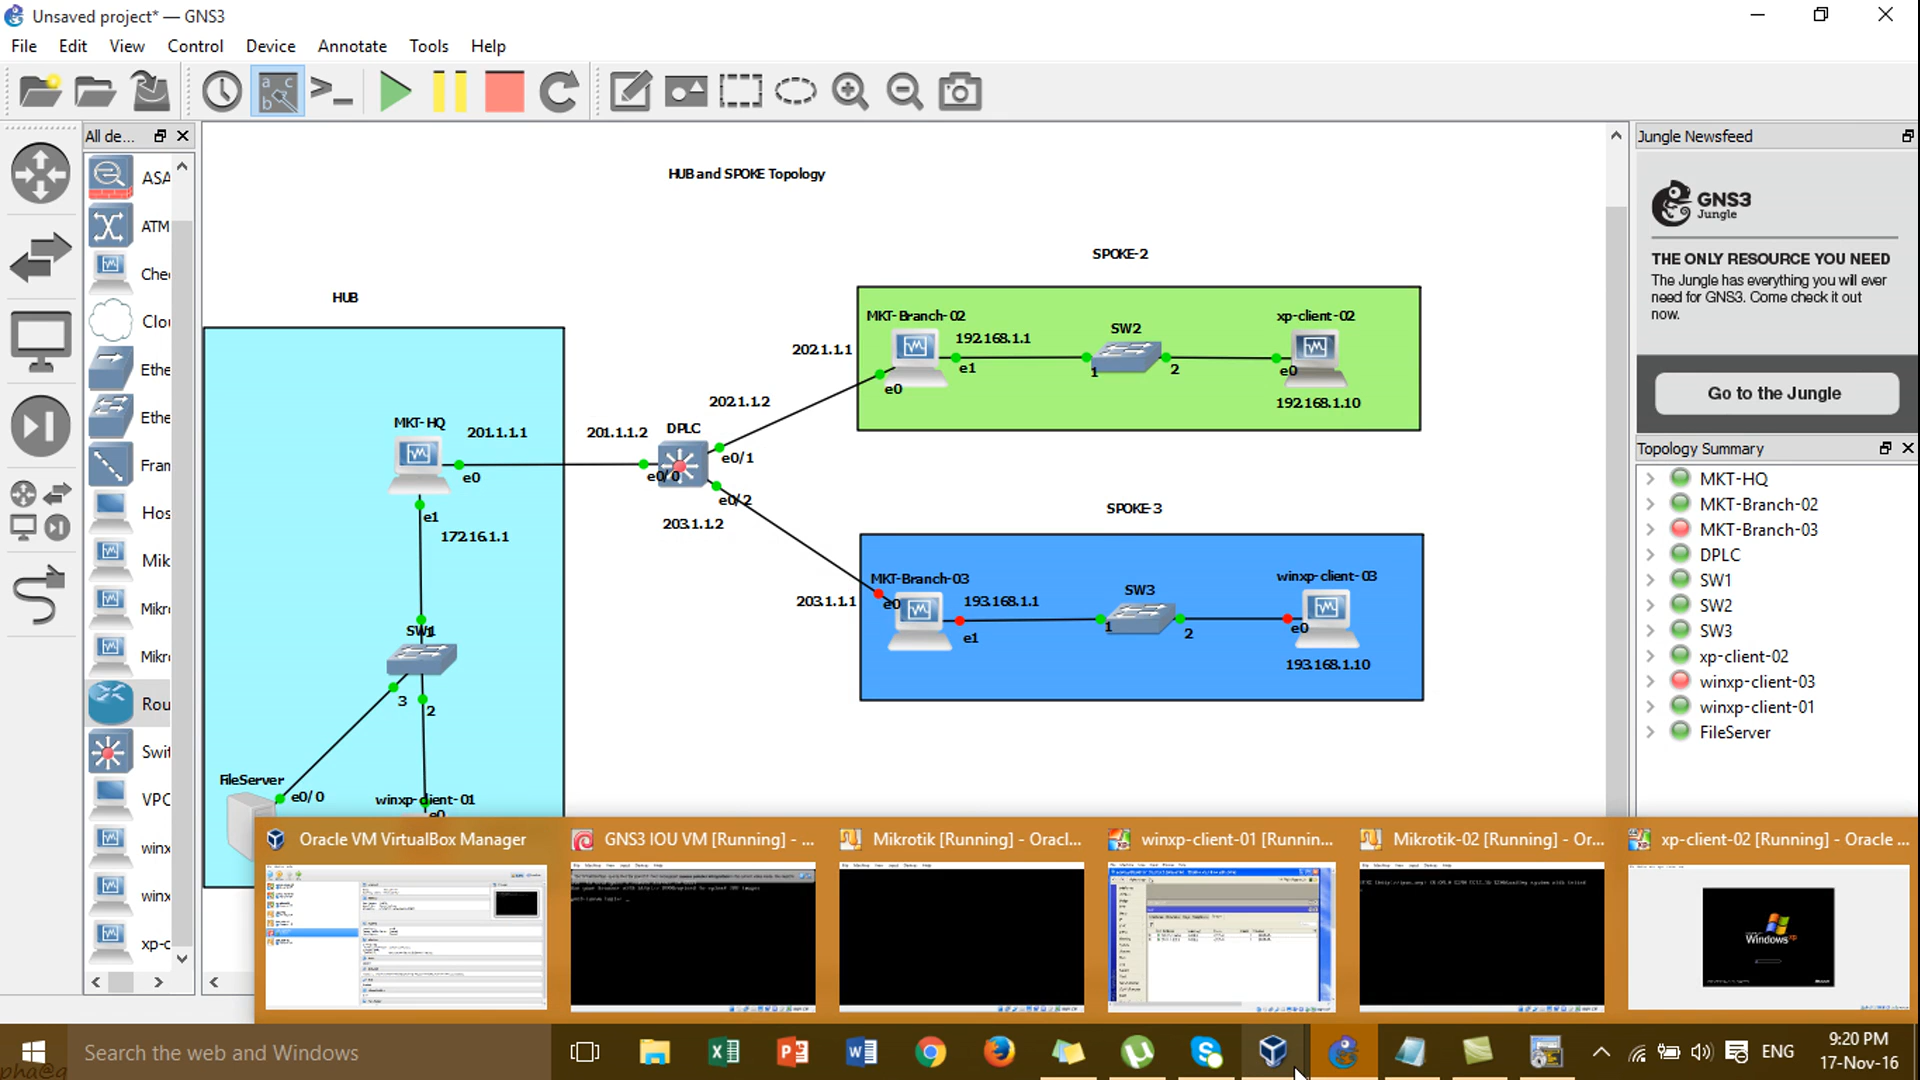 Unsaved project* — GNS3
File Edit View Control Device Annotate Tools Help
All de...
Jungle Newsfeed
ASA
ATM
Che
Clou
Ethe
Ethe
Fram
Hos
Mik
Mikr
Mikr
Rou
Swit
VPC
winx
winx
xp-c
HUB and SPOKE Topology
HUB
MKT-HQ
201.1.1.1
e0
e1
172.16.1.1
SW1
1
3
2
FileServer
e0/0
winxp-client-01
e0
201.1.1.2
DPLC
e0/0
e0/1
e0/2
202.1.1.2
203.1.1.2
SPOKE-2
MKT-Branch-02
202.1.1.1
192.168.1.1
e0
e1
SW2
1
2
xp-client-02
e0
192.168.1.10
SPOKE-3
MKT-Branch-03
203.1.1.1
e0
193.168.1.1
e1
SW3
1
2
winxp-client-03
e0
193.168.1.10
GNS3
Jungle
THE ONLY RESOURCE YOU NEED
The Jungle has everything you will ever
need for GNS3. Come check it out
now.
Go to the Jungle
Topology Summary
MKT-HQ
MKT-Branch-02
MKT-Branch-03
DPLC
SW1
SW2
SW3
xp-client-02
winxp-client-03
winxp-client-01
FileServer
Oracle VM VirtualBox Manager
GNS3 IOU VM [Running] - ...
Mikrotik [Running] - Oracl...
winxp-client-01 [Runnin...
Mikrotik-02 [Running] - Or...
xp-client-02 [Running] - Oracle ...
Windows xp
Search the web and Windows
ENG
9:20 PM
17-Nov-16